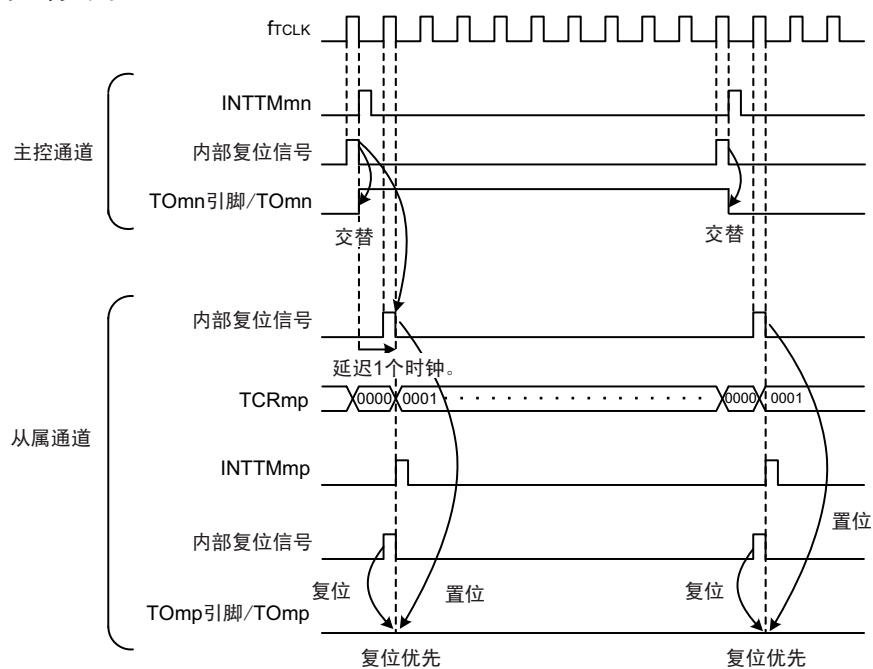 fTCLK
INTTMmn
主控通道
内部复位信号
TOmn引脚/TOmn
交替
交替
内部复位信号
延迟1个时钟。
TCRmp
0000
0001
0000
0001
从属通道
INTTMmp
置位
内部复位信号
复位
置位
复位
TOmp引脚/TOmp
复位优先
复位优先